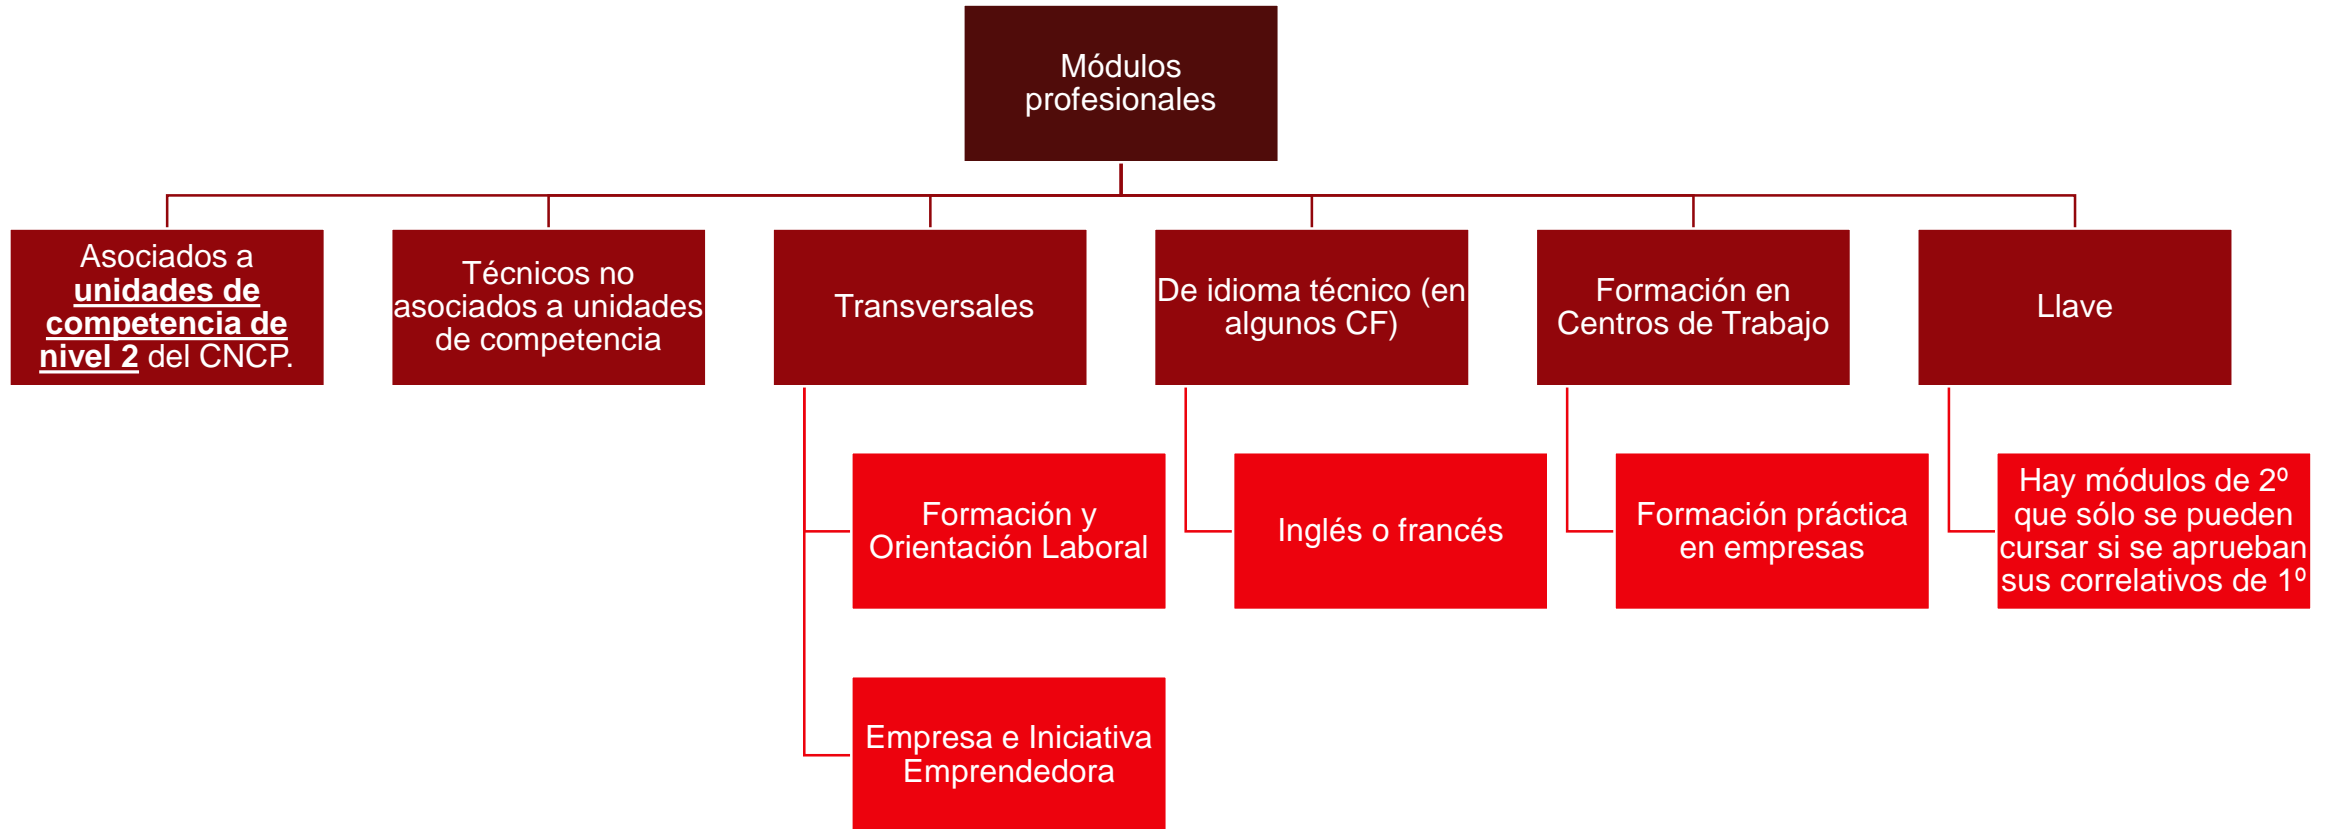 Módulos
profesionales
Asociados a
unidades de
competencia de
nivel 2 del CNCP.
Técnicos no
asociados a unidades
de competencia
Transversales
De idioma técnico (en
algunos CF)
Formación en
Centros de Trabajo
Llave
Formación y
Orientación Laboral
Inglés o francés
Formación práctica
en empresas
Hay módulos de 2º
que sólo se pueden
cursar si se aprueban
sus correlativos de 1º
Empresa e Iniciativa
Emprendedora